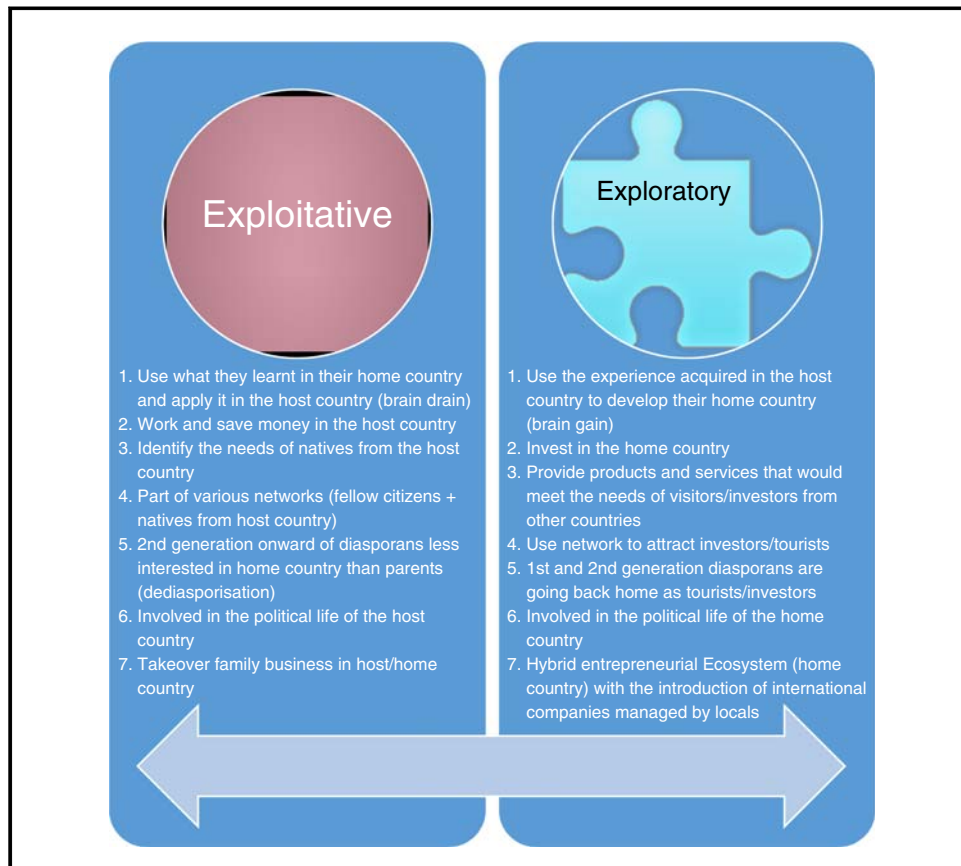 Exploitative
1. Use what they learnt in their home country
and apply it in the host country (brain drain)
2. Work and save money in the host country
3. Identify the needs of natives from the host
country
4. Part of various networks (fellow citizens +
natives from host country)
5. 2nd generation onward of diasporans less
interested in home country than parents
(dediasporisation)
6. Involved in the political life of the host
country
7. Takeover family business in host/home
country
Exploratory
1. Use the experience acquired in the host
country to develop their home country
(brain gain)
2. Invest in the home country
3. Provide products and services that would
meet the needs of visitors/investors from
other countries
4. Use network to attract investors/tourists
5. 1st and 2nd generation diasporans are
going back home as tourists/investors
6. Involved in the political life of the home
country
7. Hybrid entrepreneurial Ecosystem (home
country) with the introduction of international
companies managed by locals